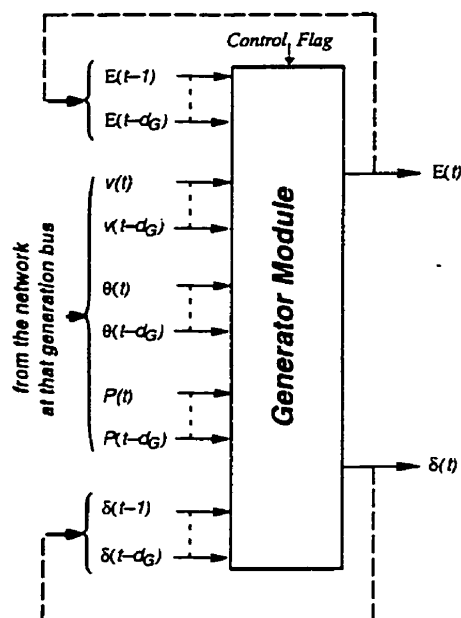 Control Flag
E(t–1)
E(t–d_G)
v(t)
v(t–d_G)
θ(t)
θ(t–d_G)
P(t)
P(t–d_G)
δ(t–1)
δ(t–d_G)
from the network
at that generation bus
Generator Module
E(t)
δ(t)